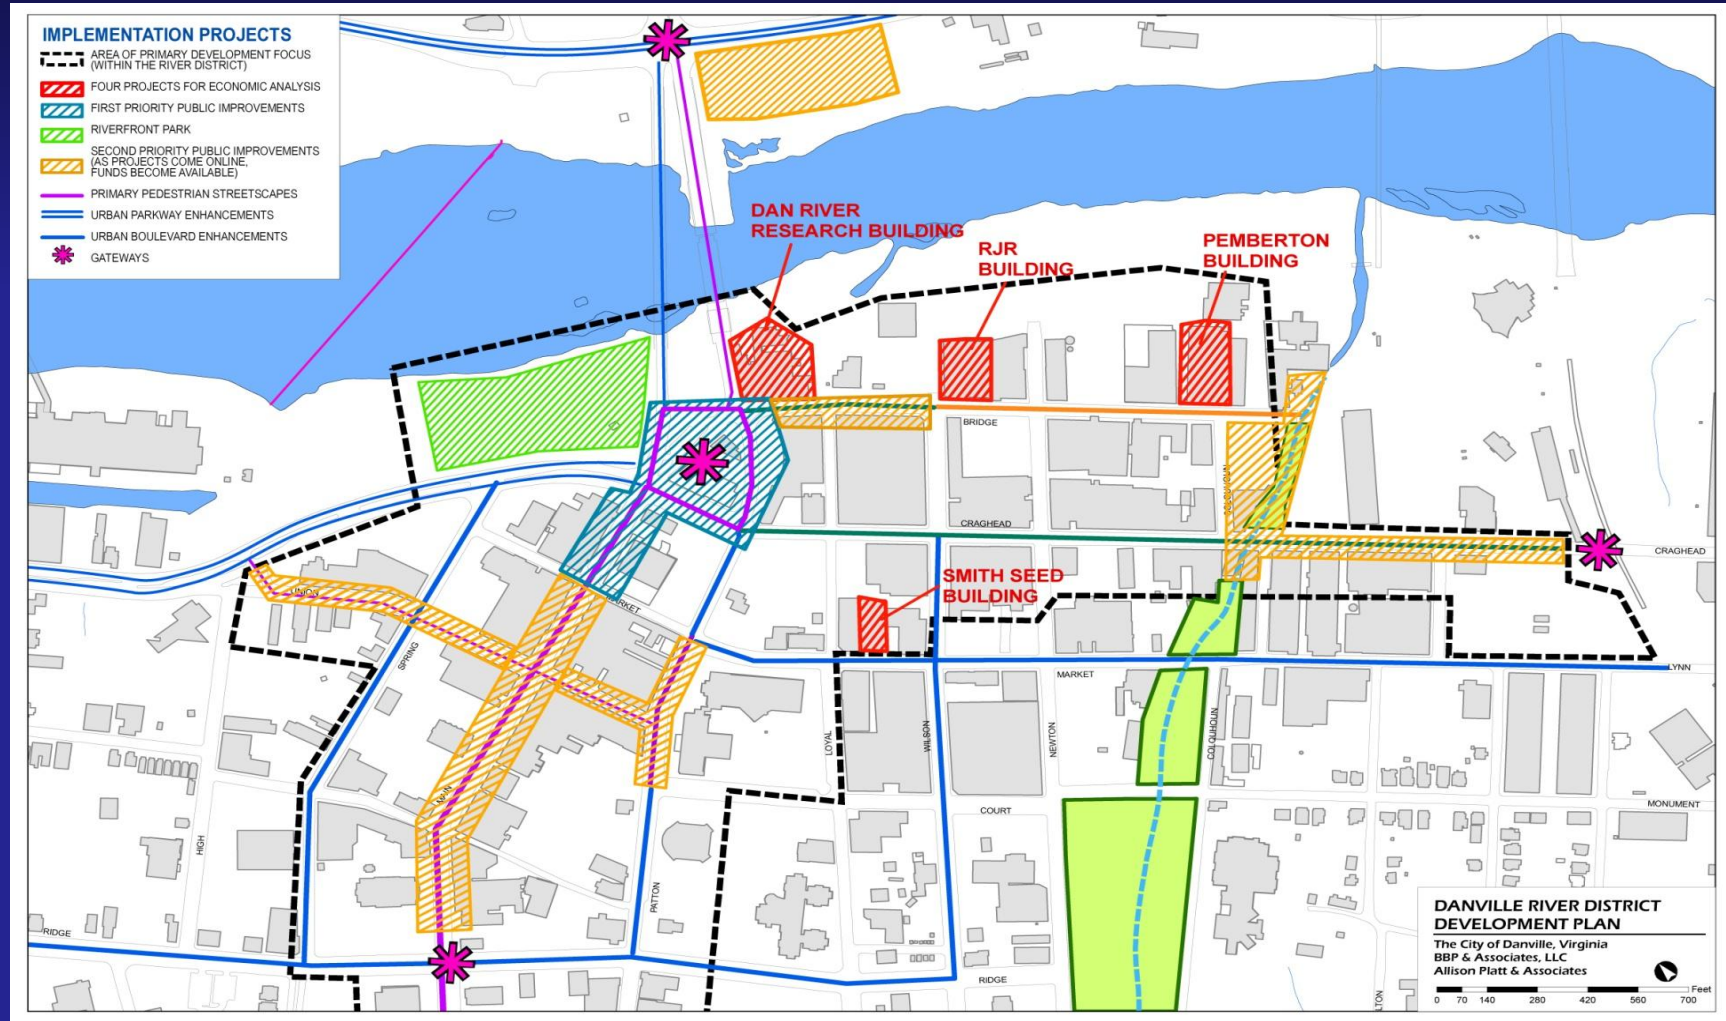 IMPLEMENTATION PROJECTS
AREA OF PRIMARY DEVELOPMENT FOCUS
(WITHIN THE RIVER DISTRICT)
FOUR PROJECTS FOR ECONOMIC ANALYSIS
FIRST PRIORITY PUBLIC IMPROVEMENTS
RIVERFRONT PARK
SECOND PRIORITY PUBLIC IMPROVEMENTS
(AS PROJECTS COME ONLINE,
FUNDS BECOME AVAILABLE)
PRIMARY PEDESTRIAN STREETSCAPES
URBAN PARKWAY ENHANCEMENTS
URBAN BOULEVARD ENHANCEMENTS
GATEWAYS
DAN RIVER
RESEARCH BUILDING
RJR
BUILDING
PEMBERTON
BUILDING
BRIDGE
COLQUHOUN
CRAGHEAD
CRAGHEAD
SMITH SEED
BUILDING
UNION
MARKET
SPRING
LYNN
MARKET
LOYAL
WILSON
NEWTON
COLQUHOUN
MAIN
COURT
MONUMENT
HIGH
PATTON
RIDGE
RIDGE
LTON
DANVILLE RIVER DISTRICT
DEVELOPMENT PLAN
The City of Danville, Virginia
BBP & Associates, LLC
Allison Platt & Associates
Feet
0 70 140 280 420 560 700